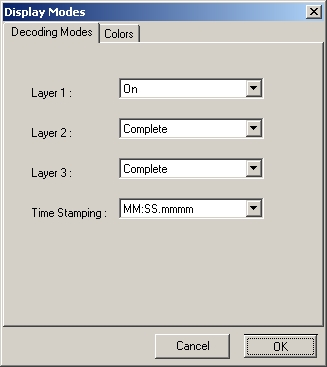 Display Modes
Decoding Modes Colors
Layer 1 : On
Layer 2 : Complete
Layer 3 : Complete
Time Stamping : MM:SS.mmmm
Cancel OK